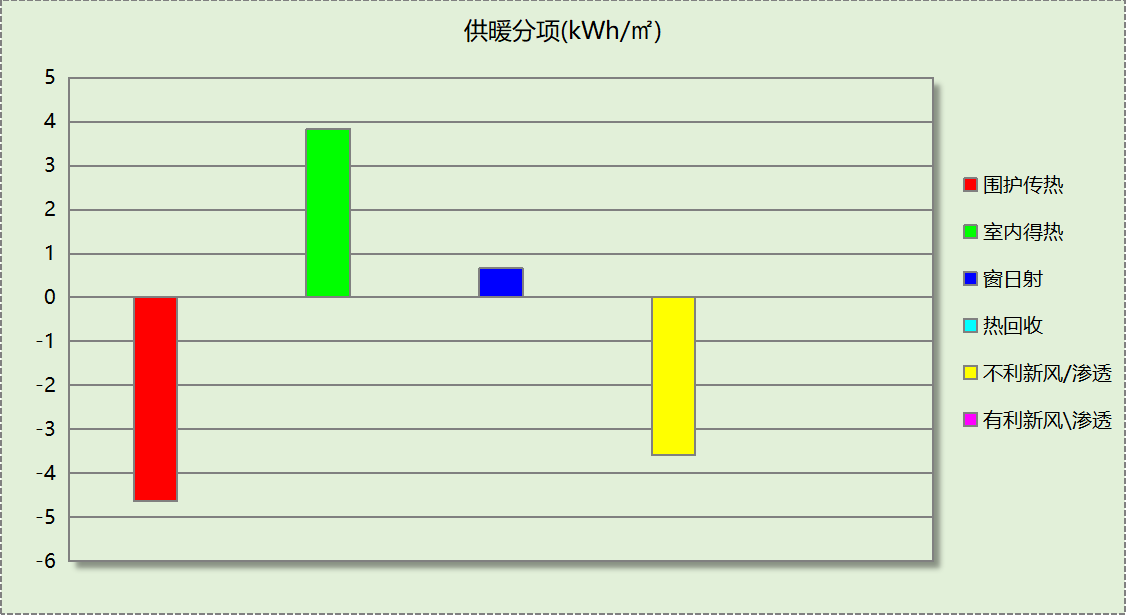 供暖分项(kWh/㎡)
5
4
3
2
1
0
-1
-2
-3
-4
-5
-6
围护传热
室内得热
窗日射
热回收
不利新风/渗透
有利新风\渗透